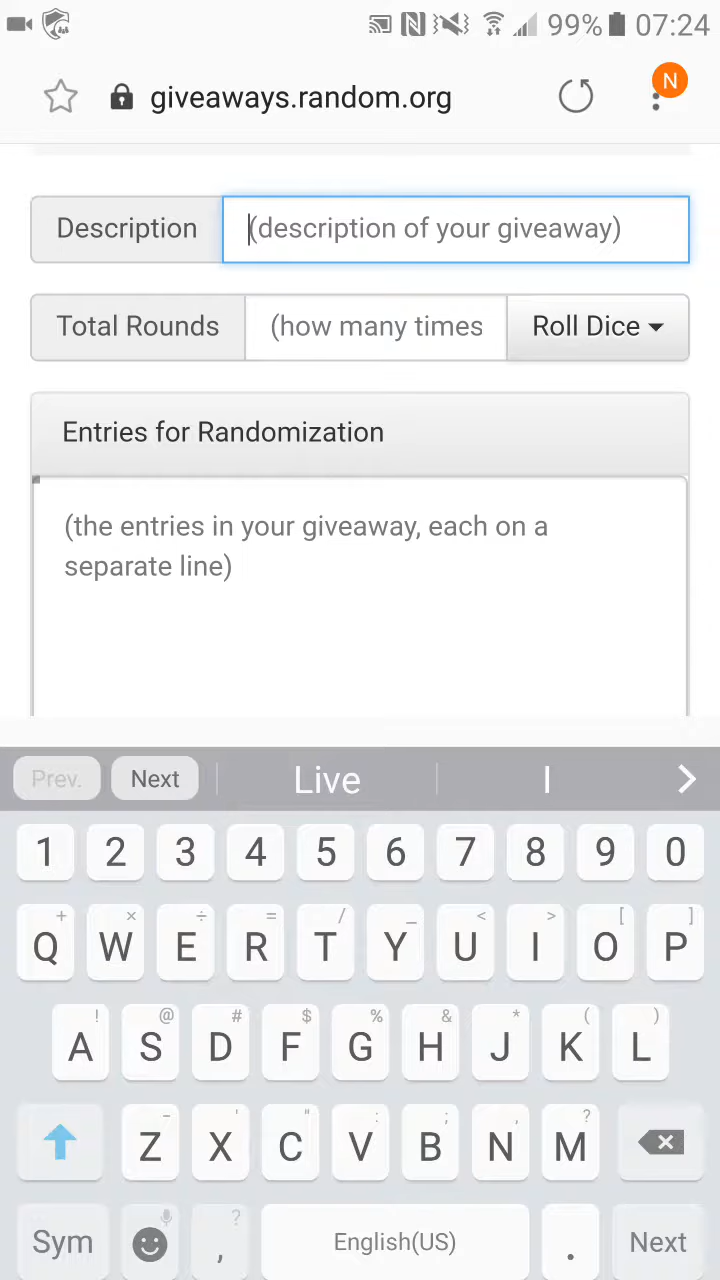 99% 07:24
giveaways.random.org N
Description (description of your giveaway)
Total Rounds (how many times Roll Dice
Entries for Randomization
(the entries in your giveaway, each on a
separate line)
Prev. Next Live I
1 2 3 4 5 6 7 8 9 0
+ × ÷ = / _ < > [ ]
Q W E R T Y U I O P
! @ # $ % & * ( )
A S D F G H J K L
- ' " : ; , ?
Z X C V B N M
?
Sym , English(US) . Next